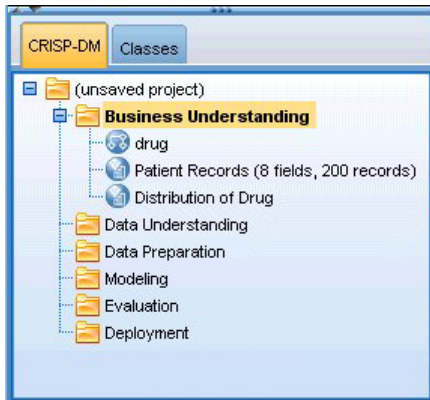 CRISP-DM Classes
(unsaved project)
Business Understanding
drug
Patient Records (8 fields, 200 records)
Distribution of Drug
Data Understanding
Data Preparation
Modeling
Evaluation
Deployment